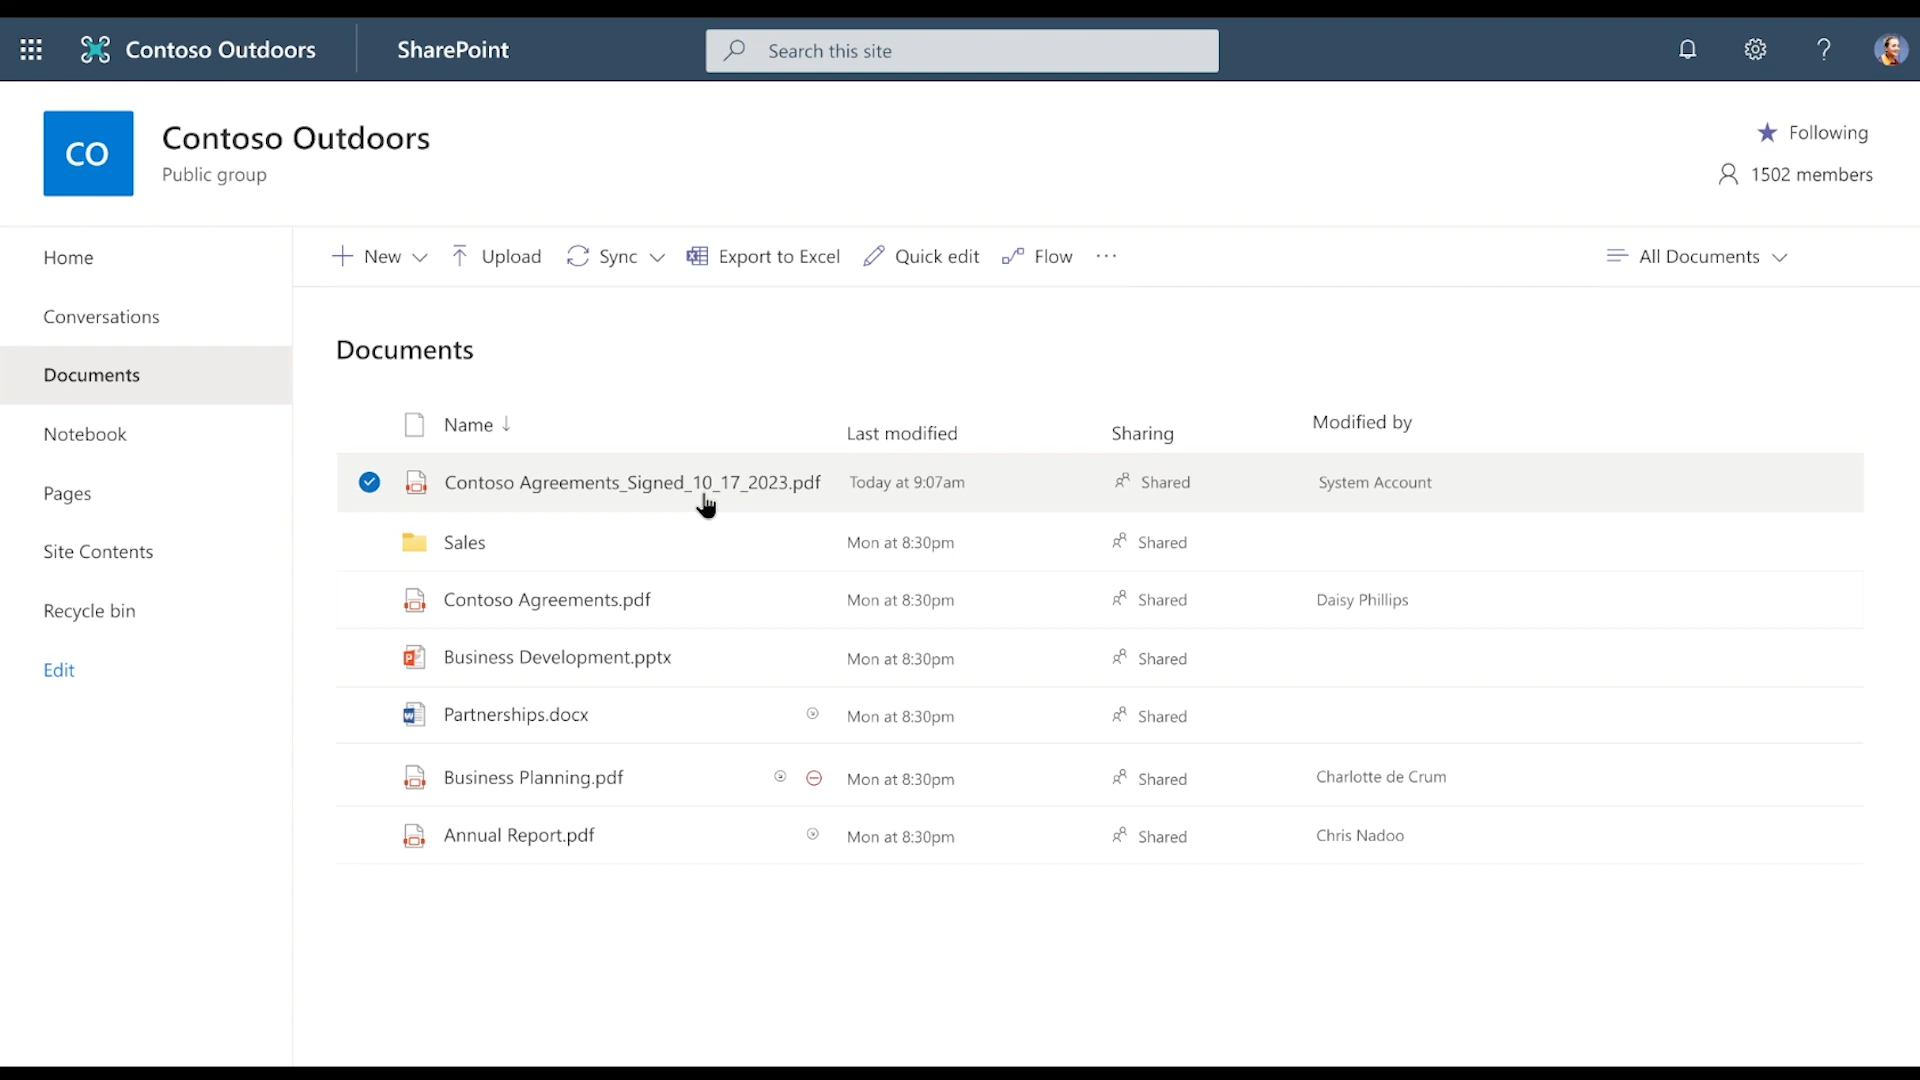 Contoso Outdoors SharePoint Search this site ?
CO Contoso Outdoors
Public group
Following
1502 members
Home
Conversations
Documents
Notebook
Pages
Site Contents
Recycle bin
Edit
New Upload Sync Export to Excel Quick edit Flow ··· All Documents
Documents
Name ↓ Last modified Sharing Modified by
Contoso Agreements_Signed_10_17_2023.pdf Today at 9:07am Shared System Account
Sales Mon at 8:30pm Shared
Contoso Agreements.pdf Mon at 8:30pm Shared Daisy Phillips
Business Development.pptx Mon at 8:30pm Shared
Partnerships.docx Mon at 8:30pm Shared
Business Planning.pdf Mon at 8:30pm Shared Charlotte de Crum
Annual Report.pdf Mon at 8:30pm Shared Chris Nadoo